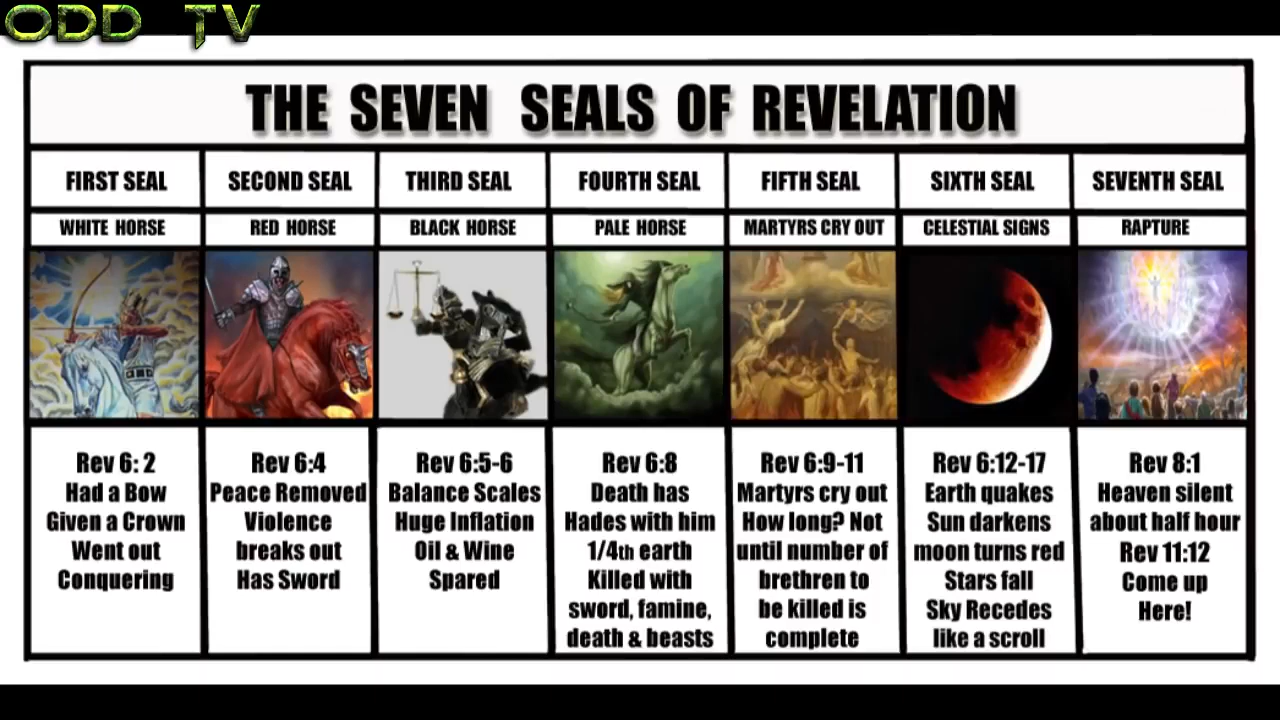 ODD TV
THE SEVEN SEALS OF REVELATION
FIRST SEAL
SECOND SEAL
THIRD SEAL
FOURTH SEAL
FIFTH SEAL
SIXTH SEAL
SEVENTH SEAL
WHITE HORSE
RED HORSE
BLACK HORSE
PALE HORSE
MARTYRS CRY OUT
CELESTIAL SIGNS
RAPTURE
Rev 6: 2
Had a Bow
Given a Crown
Went out
Conquering
Rev 6:4
Peace Removed
Violence
breaks out
Has Sword
Rev 6:5-6
Balance Scales
Huge Inflation
Oil & Wine
Spared
Rev 6:8
Death has
Hades with him
1/4th earth
Killed with
sword, famine,
death & beasts
Rev 6:9-11
Martyrs cry out
How long? Not
until number of
brethren to
be killed is
complete
Rev 6:12-17
Earth quakes
Sun darkens
moon turns red
Stars fall
Sky Recedes
like a scroll
Rev 8:1
Heaven silent
about half hour
Rev 11:12
Come up
Here!